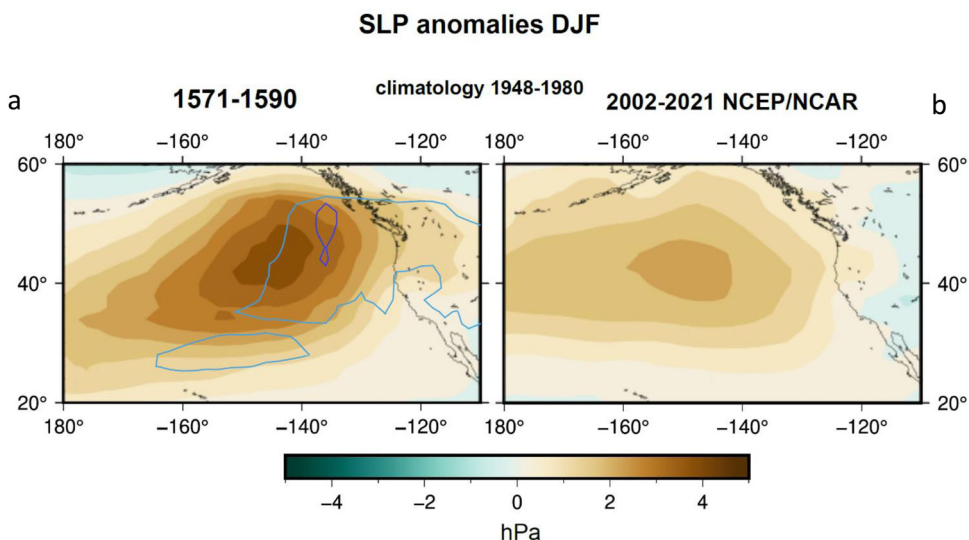 SLP anomalies DJF
climatology 1948-1980
a
1571-1590
2002-2021 NCEP/NCAR
b
180° −160° −140° −120°
180° −160° −140° −120°
60°
60°
40°
40°
20°
20°
180° −160° −140° −120°
180° −160° −140° −120°
−4 −2 0 2 4
hPa